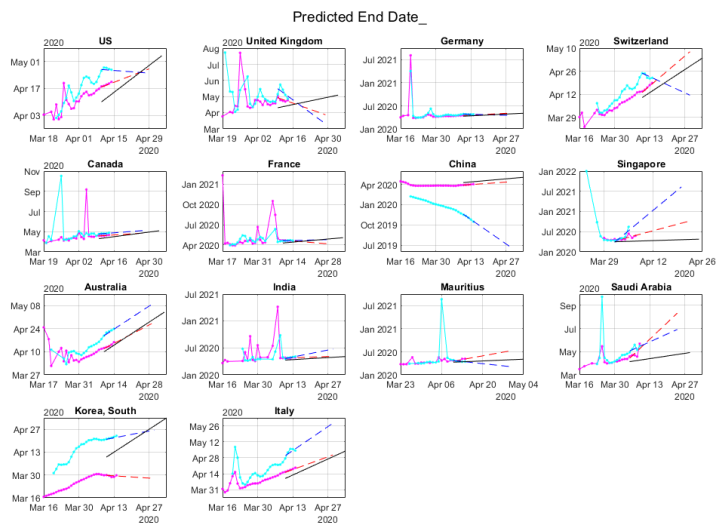 Predicted End Date_
2020
US
May 01
Apr 17
Apr 03
Mar 18 Apr 01 Apr 15 Apr 29
2020
United Kingdom
Aug
Jul
Jun
May
Apr
Mar
Mar 16 Mar 30 Apr 13 Apr 30
2020
Germany
Jul 2021
Jan 2021
Jul 2020
Jan 2020
Mar 16 Mar 30 Apr 13 Apr 27
2020
2020
Switzerland
May 10
Apr 26
Apr 12
Mar 29
Mar 16 Mar 30 Apr 13 Apr 27
2020
2020
Canada
Nov
Sep
Jul
May
Mar
Mar 19 Apr 02 Apr 16 Apr 30
2020
France
Jan 2021
Oct 2020
Jul 2020
Apr 2020
Mar 17 Mar 31 Apr 14 Apr 28
2020
China
Apr 2020
Jan 2020
Oct 2019
Jul 2019
Mar 16 Mar 30 Apr 13 Apr 27
2020
Singapore
Jan 2022
Jul 2021
Jan 2021
Jul 2020
Jan 2020
Mar 29 Apr 12 Apr 26
2020
2020
Australia
May 08
Apr 24
Apr 10
Mar 27
Mar 17 Mar 31 Apr 14 Apr 28
2020
India
Jul 2021
Jan 2021
Jul 2020
Jan 2020
Mar 16 Mar 30 Apr 13 Apr 27
2020
Mauritius
Jul 2021
Jan 2021
Jul 2020
Jan 2020
Mar 23 Apr 06 Apr 20 May 04
2020
2020
Saudi Arabia
Sep
Jul
May
Mar
Mar 16 Mar 30 Apr 13 Apr 27
2020
2020
Korea, South
Apr 27
Apr 13
Mar 30
Mar 16
Mar 16 Mar 30 Apr 13 Apr 27
2020
2020
Italy
May 26
May 12
Apr 28
Apr 14
Mar 31
Mar 16 Mar 30 Apr 13 Apr 27
2020